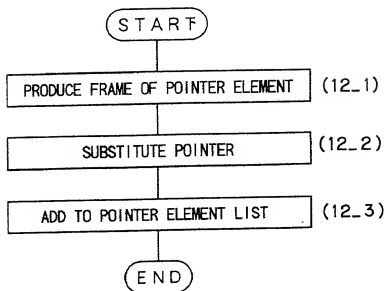 START
PRODUCE FRAME OF POINTER ELEMENT (12_1)
SUBSTITUTE POINTER (12_2)
ADD TO POINTER ELEMENT LIST (12_3)
END